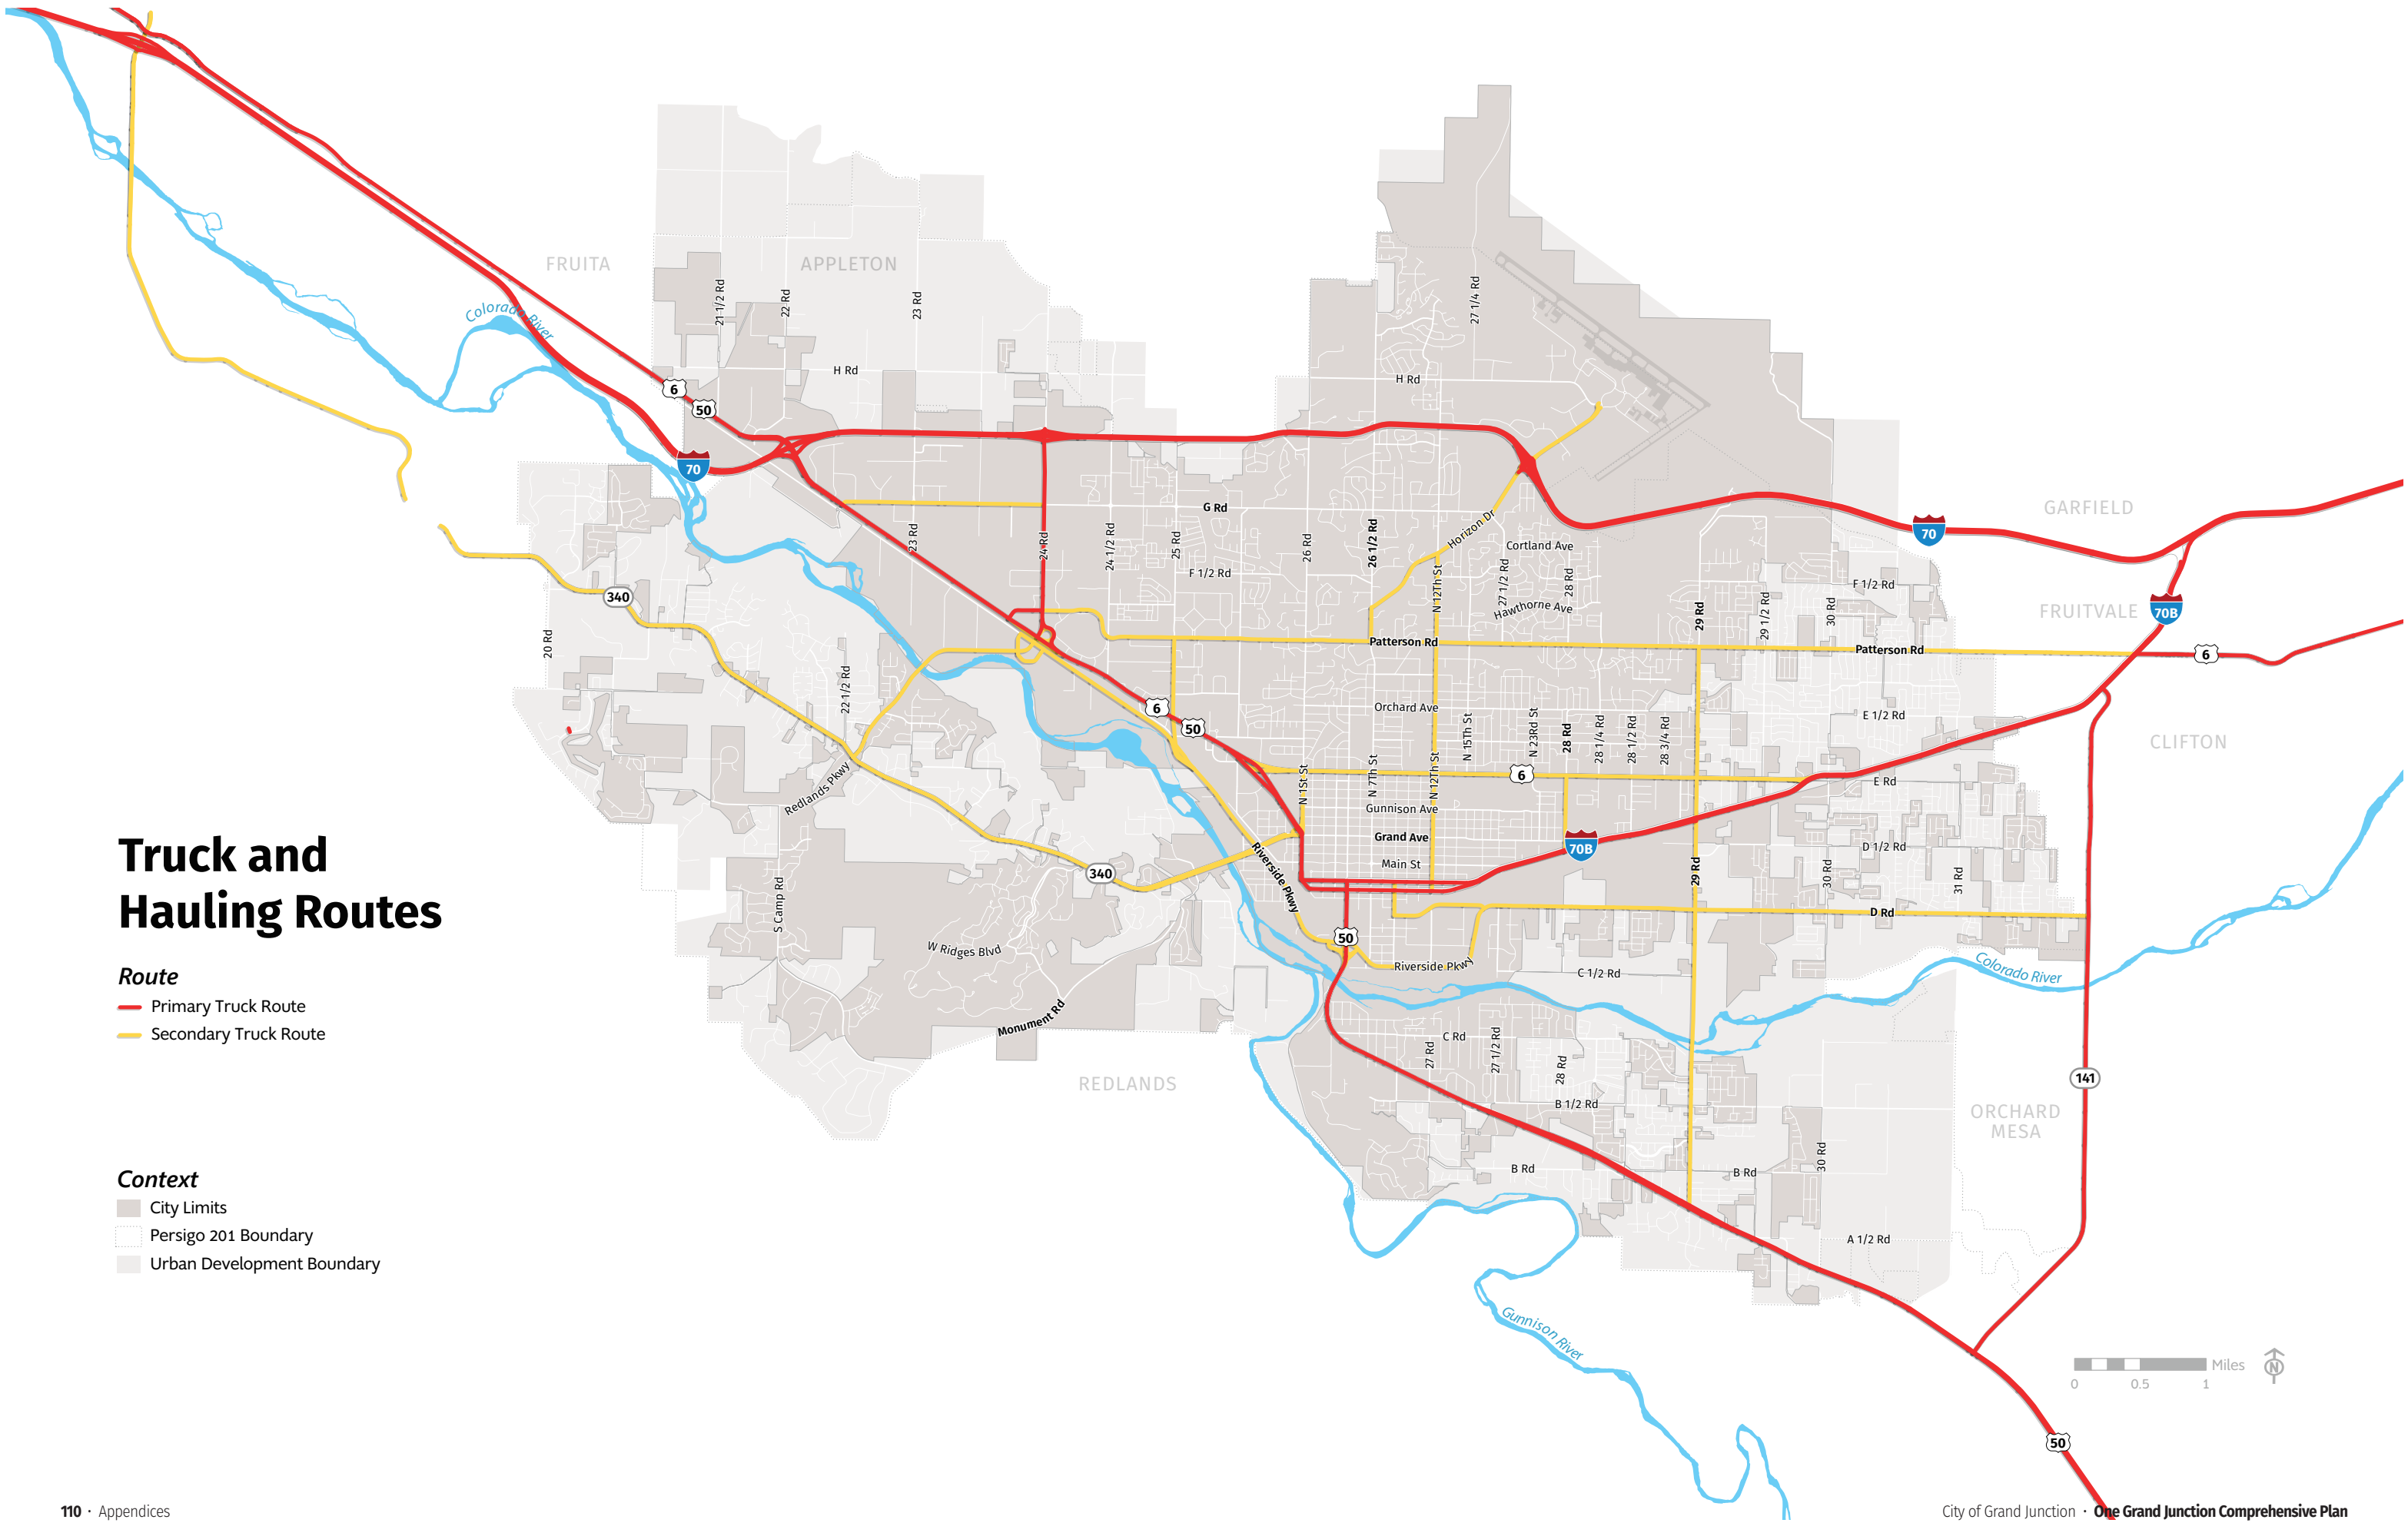 FRUITA
APPLETON
21 1/2 Rd
22 Rd
23 Rd
27 1/4 Rd
Colorado River
H Rd
H Rd
6
50
70
G Rd
Horizon Dr
GARFIELD
70
23 Rd
24 Rd
24 1/2 Rd
25 Rd
26 Rd
26 1/2 Rd
Cortland Ave
F 1/2 Rd
N 12Th St
27 1/2 Rd
28 Rd
Hawthorne Ave
29 Rd
29 1/2 Rd
30 Rd
F 1/2 Rd
FRUITVALE
70B
340
20 Rd
Patterson Rd
Patterson Rd
6
22 1/2 Rd
6
50
Orchard Ave
N 15Th St
N 23Rd St
28 Rd
28 1/4 Rd
28 1/2 Rd
28 3/4 Rd
E 1/2 Rd
CLIFTON
Redlands Pkwy
N 1St St
N 7Th St
N 12Th St
6
E Rd
Gunnison Ave
Grand Ave
Main St
70B
D 1/2 Rd
Truck and
Hauling Routes
340
Riverside Pkwy
29 Rd
30 Rd
31 Rd
S Camp Rd
D Rd
W Ridges Blvd
50
Riverside Pkwy
C 1/2 Rd
Colorado River
Route
Primary Truck Route
Secondary Truck Route
Monument Rd
C Rd
27 Rd
27 1/2 Rd
28 Rd
REDLANDS
B 1/2 Rd
141
ORCHARD
MESA
B Rd
B Rd
30 Rd
Context
City Limits
Persigo 201 Boundary
Urban Development Boundary
A 1/2 Rd
Gunnison River
Miles
N
0
0.5
1
50
110 · Appendices
City of Grand Junction · One Grand Junction Comprehensive Plan